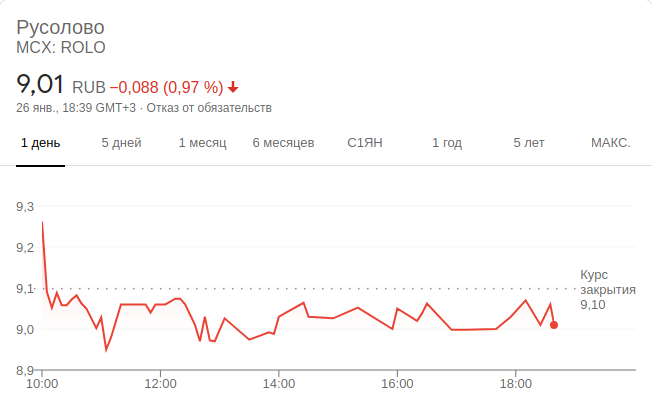 Русолово
MCX: ROLO
9,01 RUB −0,088 (0,97 %)
26 янв., 18:39 GMT+3 · Отказ от обязательств
1 день 5 дней 1 месяц 6 месяцев С1ЯН 1 год 5 лет МАКС.
9,3
9,2
9,1
9,0
8,9
Курс
закрытия
9,10
10:00 12:00 14:00 16:00 18:00